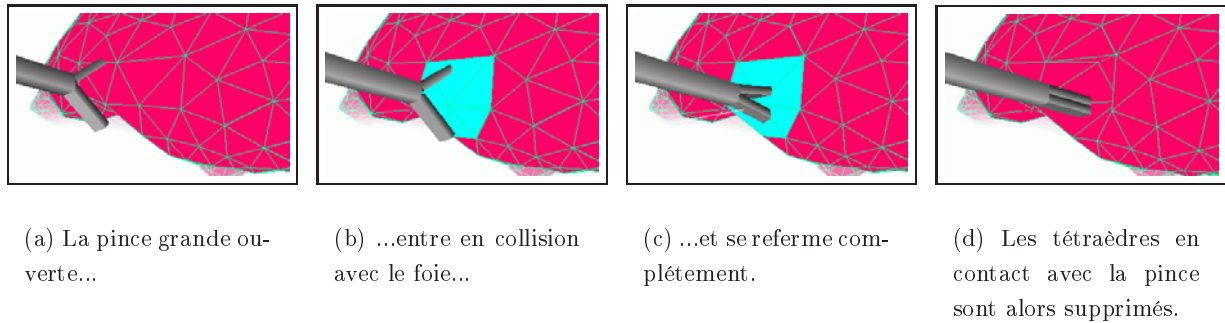 (a) La pince grande ou-
verte...
(b) ...entre en collision
avec le foie...
(c) ...et se referme com-
plétement.
(d) Les tétraèdres en
contact avec la pince
sont alors supprimés.